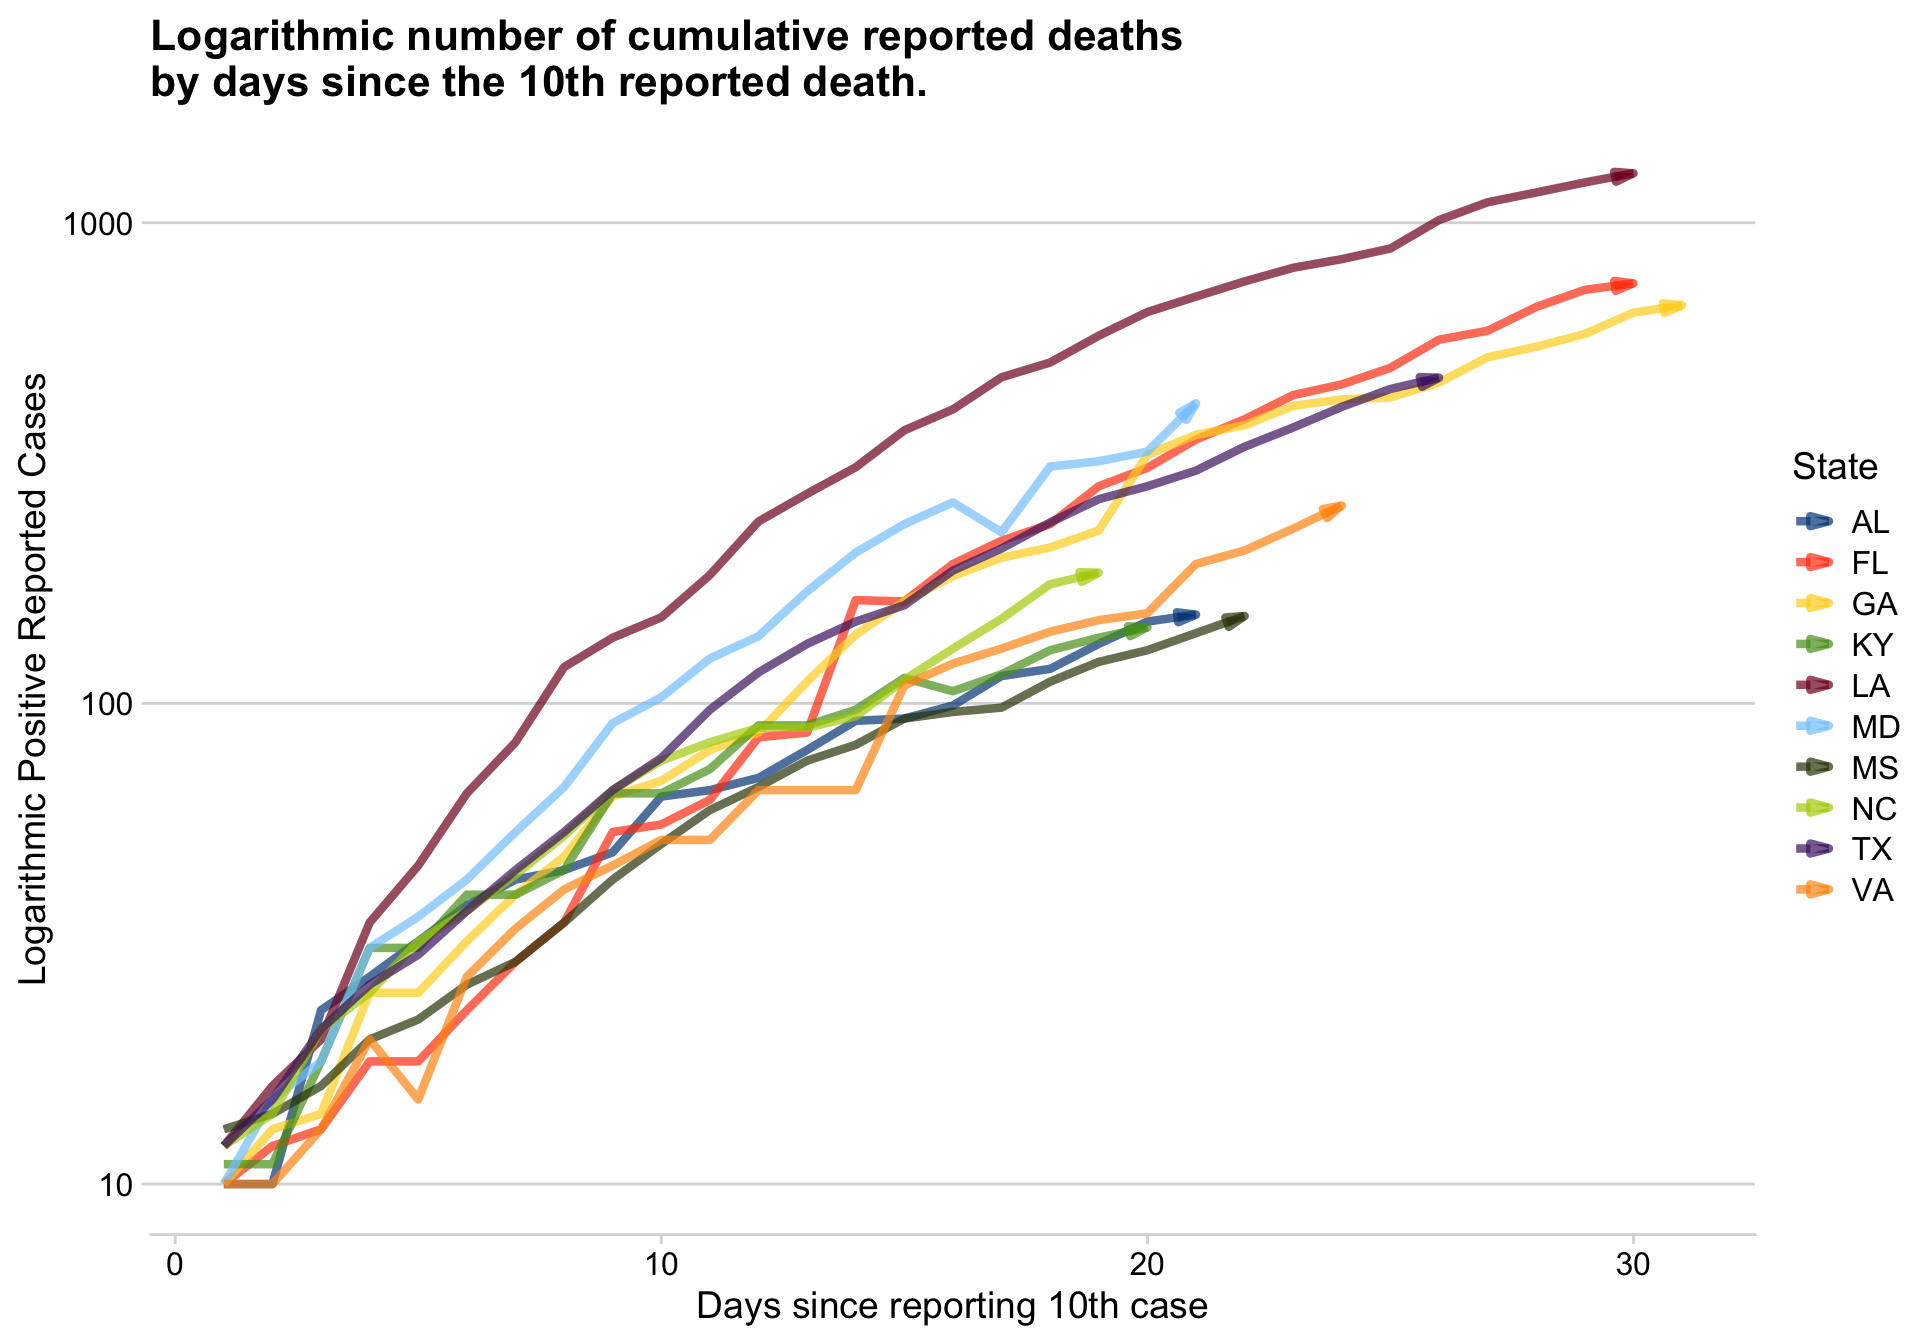 Logarithmic number of cumulative reported deaths
by days since the 10th reported death.
Logarithmic Positive Reported Cases
1000
100
10
0
10
20
30
Days since reporting 10th case
State
AL
FL
GA
KY
LA
MD
MS
NC
TX
VA